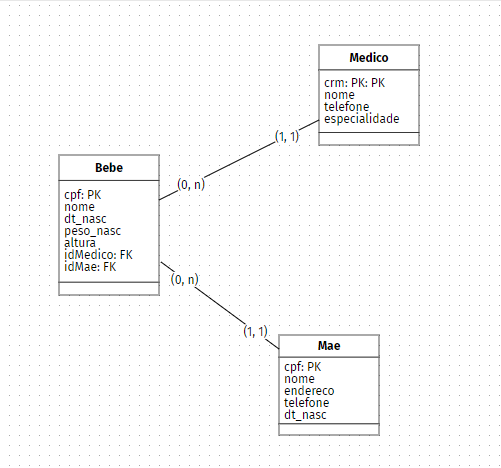 Medico
crm: PK: PK
nome
telefone
especialidade
(1, 1)
(0, n)
Bebe
cpf: PK
nome
dt_nasc
peso_nasc
altura
idMedico: FK
idMae: FK
(0, n)
(1, 1)
Mae
cpf: PK
nome
endereco
telefone
dt_nasc